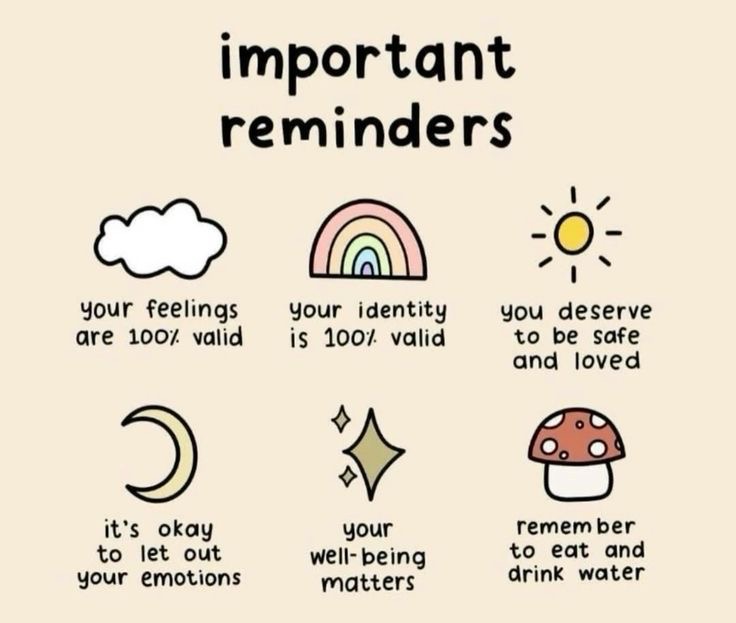 important
reminders
your feelings
are 100% valid
your identity
is 100% valid
you deserve
to be safe
and loved
it's okay
to let out
your emotions
your
well-being
matters
remember
to eat and
drink water